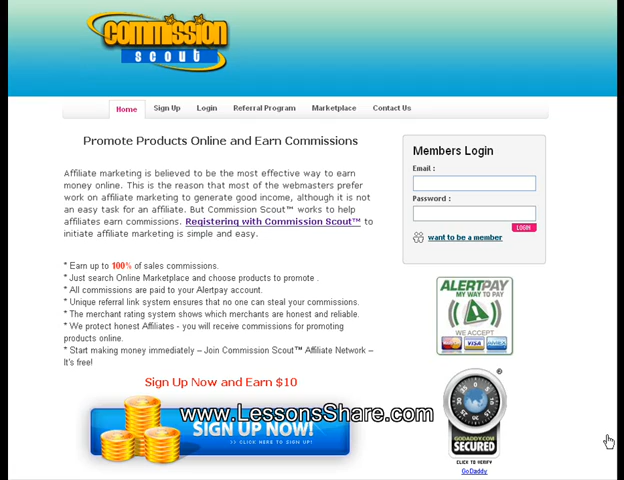 commission
scout
Home Sign Up Login Referral Program Marketplace Contact Us
Promote Products Online and Earn Commissions
Affiliate marketing is believed to be the most effective way to earn
money online. This is the reason that most of the webmasters prefer
work on affiliate marketing to generate good income, although it is not
an easy task for an affiliate. But Commission Scout™ works to help
affiliates earn commissions. Registering with Commission Scout™ to
initiate affiliate marketing is simple and easy.
* Earn up to 100% of sales commissions.
* Just search Online Marketplace and choose products to promote .
* All commissions are paid to your Alertpay account.
* Unique referral link system ensures that no one can steal your commissions.
* The merchant rating system shows which merchants are honest and reliable.
* We protect honest Affiliates - you will receive commissions for promoting
products online.
* Start making money immediately – Join Commission Scout™ Affiliate Network –
It's free!
Sign Up Now and Earn $10
www.LessonsShare.com
SIGN UP NOW!
>> CLICK HERE TO SIGN UP!
Members Login
Email :
Password :
LOGIN
want to be a member
ALERTPAY
MY WAY TO PAY
WE ACCEPT
VISA
GODADDY.COM
SECURED
CLICK TO VERIFY
GoDaddy